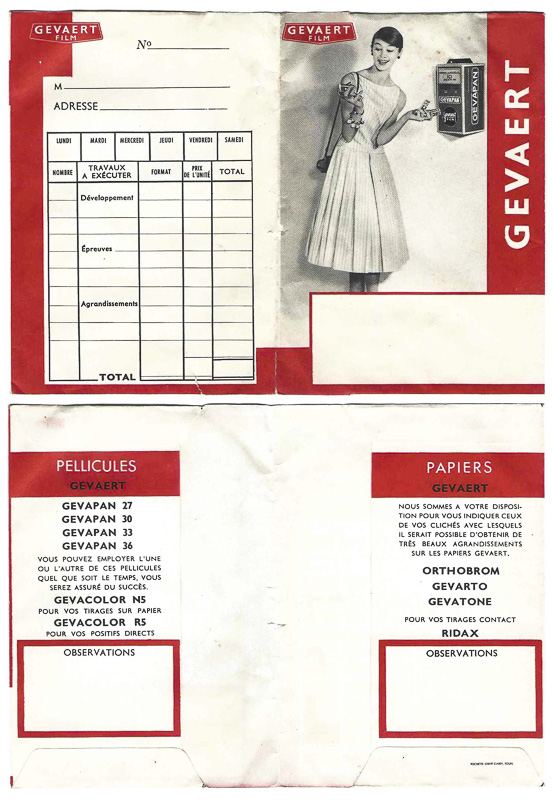 GEVAERT
FILM
No
M
ADRESSE
LUNDI MARDI MERCREDI JEUDI VENDREDI SAMEDI
NOMBRE TRAVAUX A EXÉCUTER FORMAT PRIX DE L'UNITÉ TOTAL
Développement
Épreuves
Agrandissements
TOTAL
GEVAERT
FILM
GEVAPAN
GEVAPAN
GEVAERT
PELLICULES
GEVAERT
GEVAPAN 27
GEVAPAN 30
GEVAPAN 33
GEVAPAN 36
VOUS POUVEZ EMPLOYER L'UNE
OU L'AUTRE DE CES PELLICULES
QUEL QUE SOIT LE TEMPS, VOUS
SEREZ ASSURÉ DU SUCCÈS.
GEVACOLOR N5
POUR VOS TIRAGES SUR PAPIER
GEVACOLOR R5
POUR VOS POSITIFS DIRECTS
OBSERVATIONS
PAPIERS
GEVAERT
NOUS SOMMES A VOTRE DISPOSI-
TION POUR VOUS INDIQUER CEUX
DE VOS CLICHÉS AVEC LESQUELS
IL SERAIT POSSIBLE D'OBTENIR DE
TRÈS BEAUX AGRANDISSEMENTS
SUR LES PAPIERS GEVAERT.
ORTHOBROM
GEVARTO
GEVATONE
POUR VOS TIRAGES CONTACT
RIDAX
OBSERVATIONS